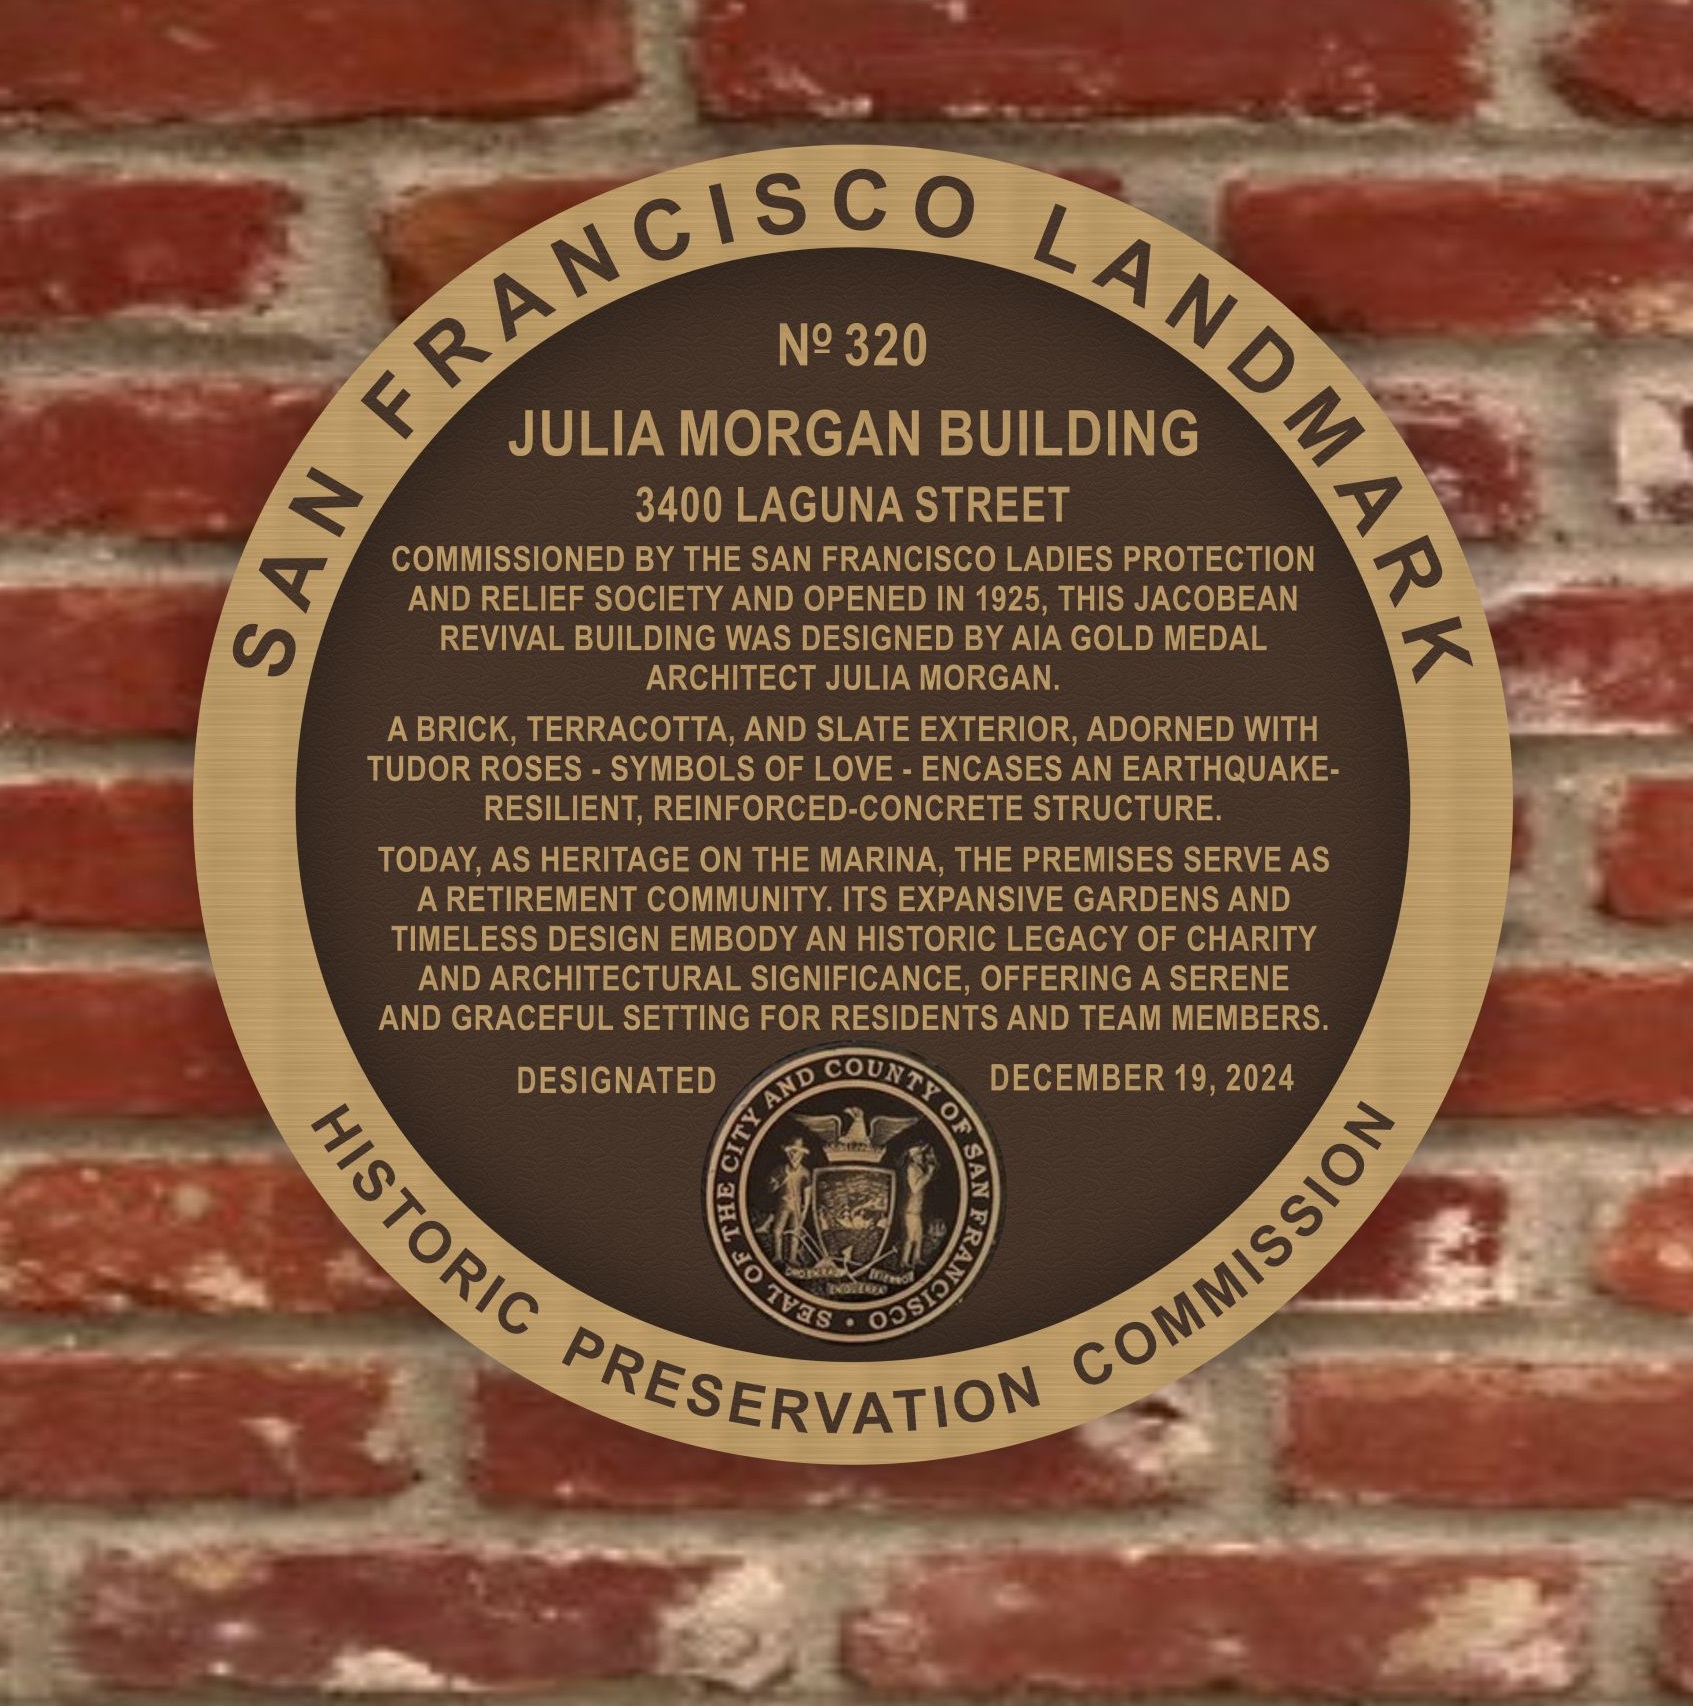 SAN FRANCISCO LANDMARK
Nº 320
JULIA MORGAN BUILDING
3400 LAGUNA STREET
COMMISSIONED BY THE SAN FRANCISCO LADIES PROTECTION
AND RELIEF SOCIETY AND OPENED IN 1925, THIS JACOBEAN
REVIVAL BUILDING WAS DESIGNED BY AIA GOLD MEDAL
ARCHITECT JULIA MORGAN.
A BRICK, TERRACOTTA, AND SLATE EXTERIOR, ADORNED WITH
TUDOR ROSES - SYMBOLS OF LOVE - ENCASES AN EARTHQUAKE-
RESILIENT, REINFORCED-CONCRETE STRUCTURE.
TODAY, AS HERITAGE ON THE MARINA, THE PREMISES SERVE AS
A RETIREMENT COMMUNITY. ITS EXPANSIVE GARDENS AND
TIMELESS DESIGN EMBODY AN HISTORIC LEGACY OF CHARITY
AND ARCHITECTURAL SIGNIFICANCE, OFFERING A SERENE
AND GRACEFUL SETTING FOR RESIDENTS AND TEAM MEMBERS.
DESIGNATED DECEMBER 19, 2024
SEAL OF THE CITY AND COUNTY OF SAN FRANCISCO •
HISTORIC PRESERVATION COMMISSION